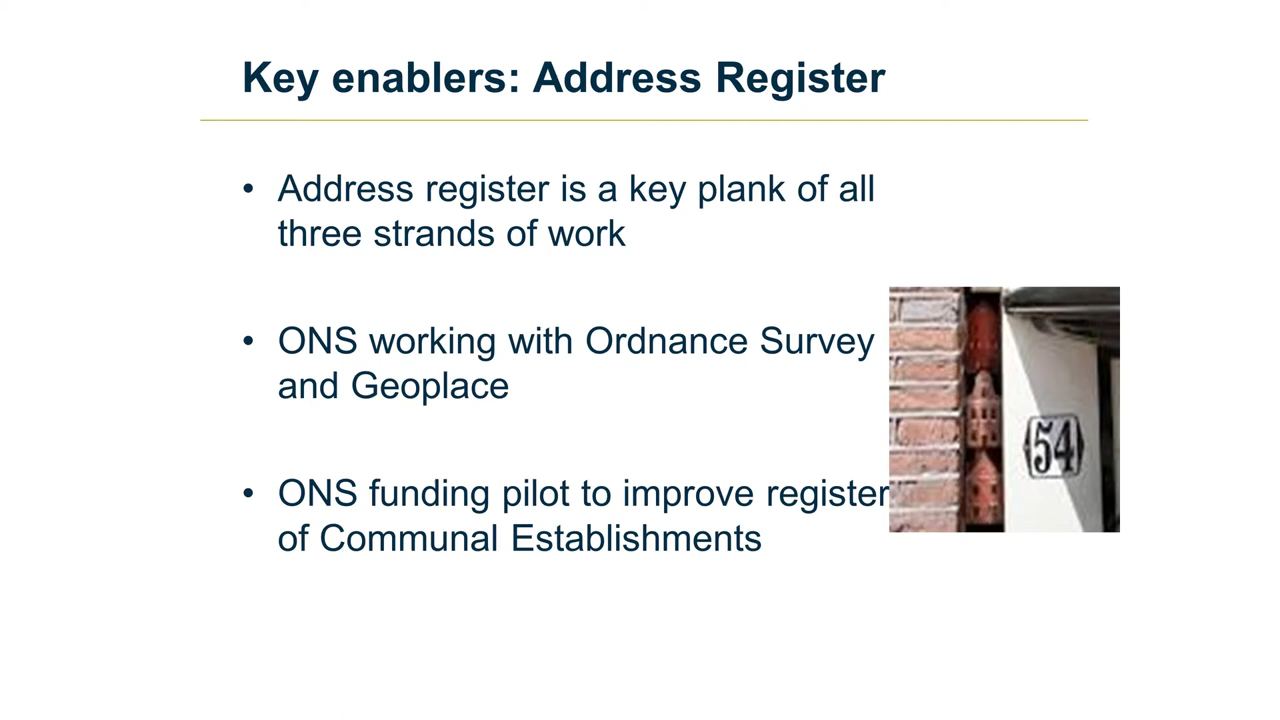 Key enablers: Address Register
• Address register is a key plank of all
three strands of work
• ONS working with Ordnance Survey
and Geoplace
• ONS funding pilot to improve register
of Communal Establishments
54